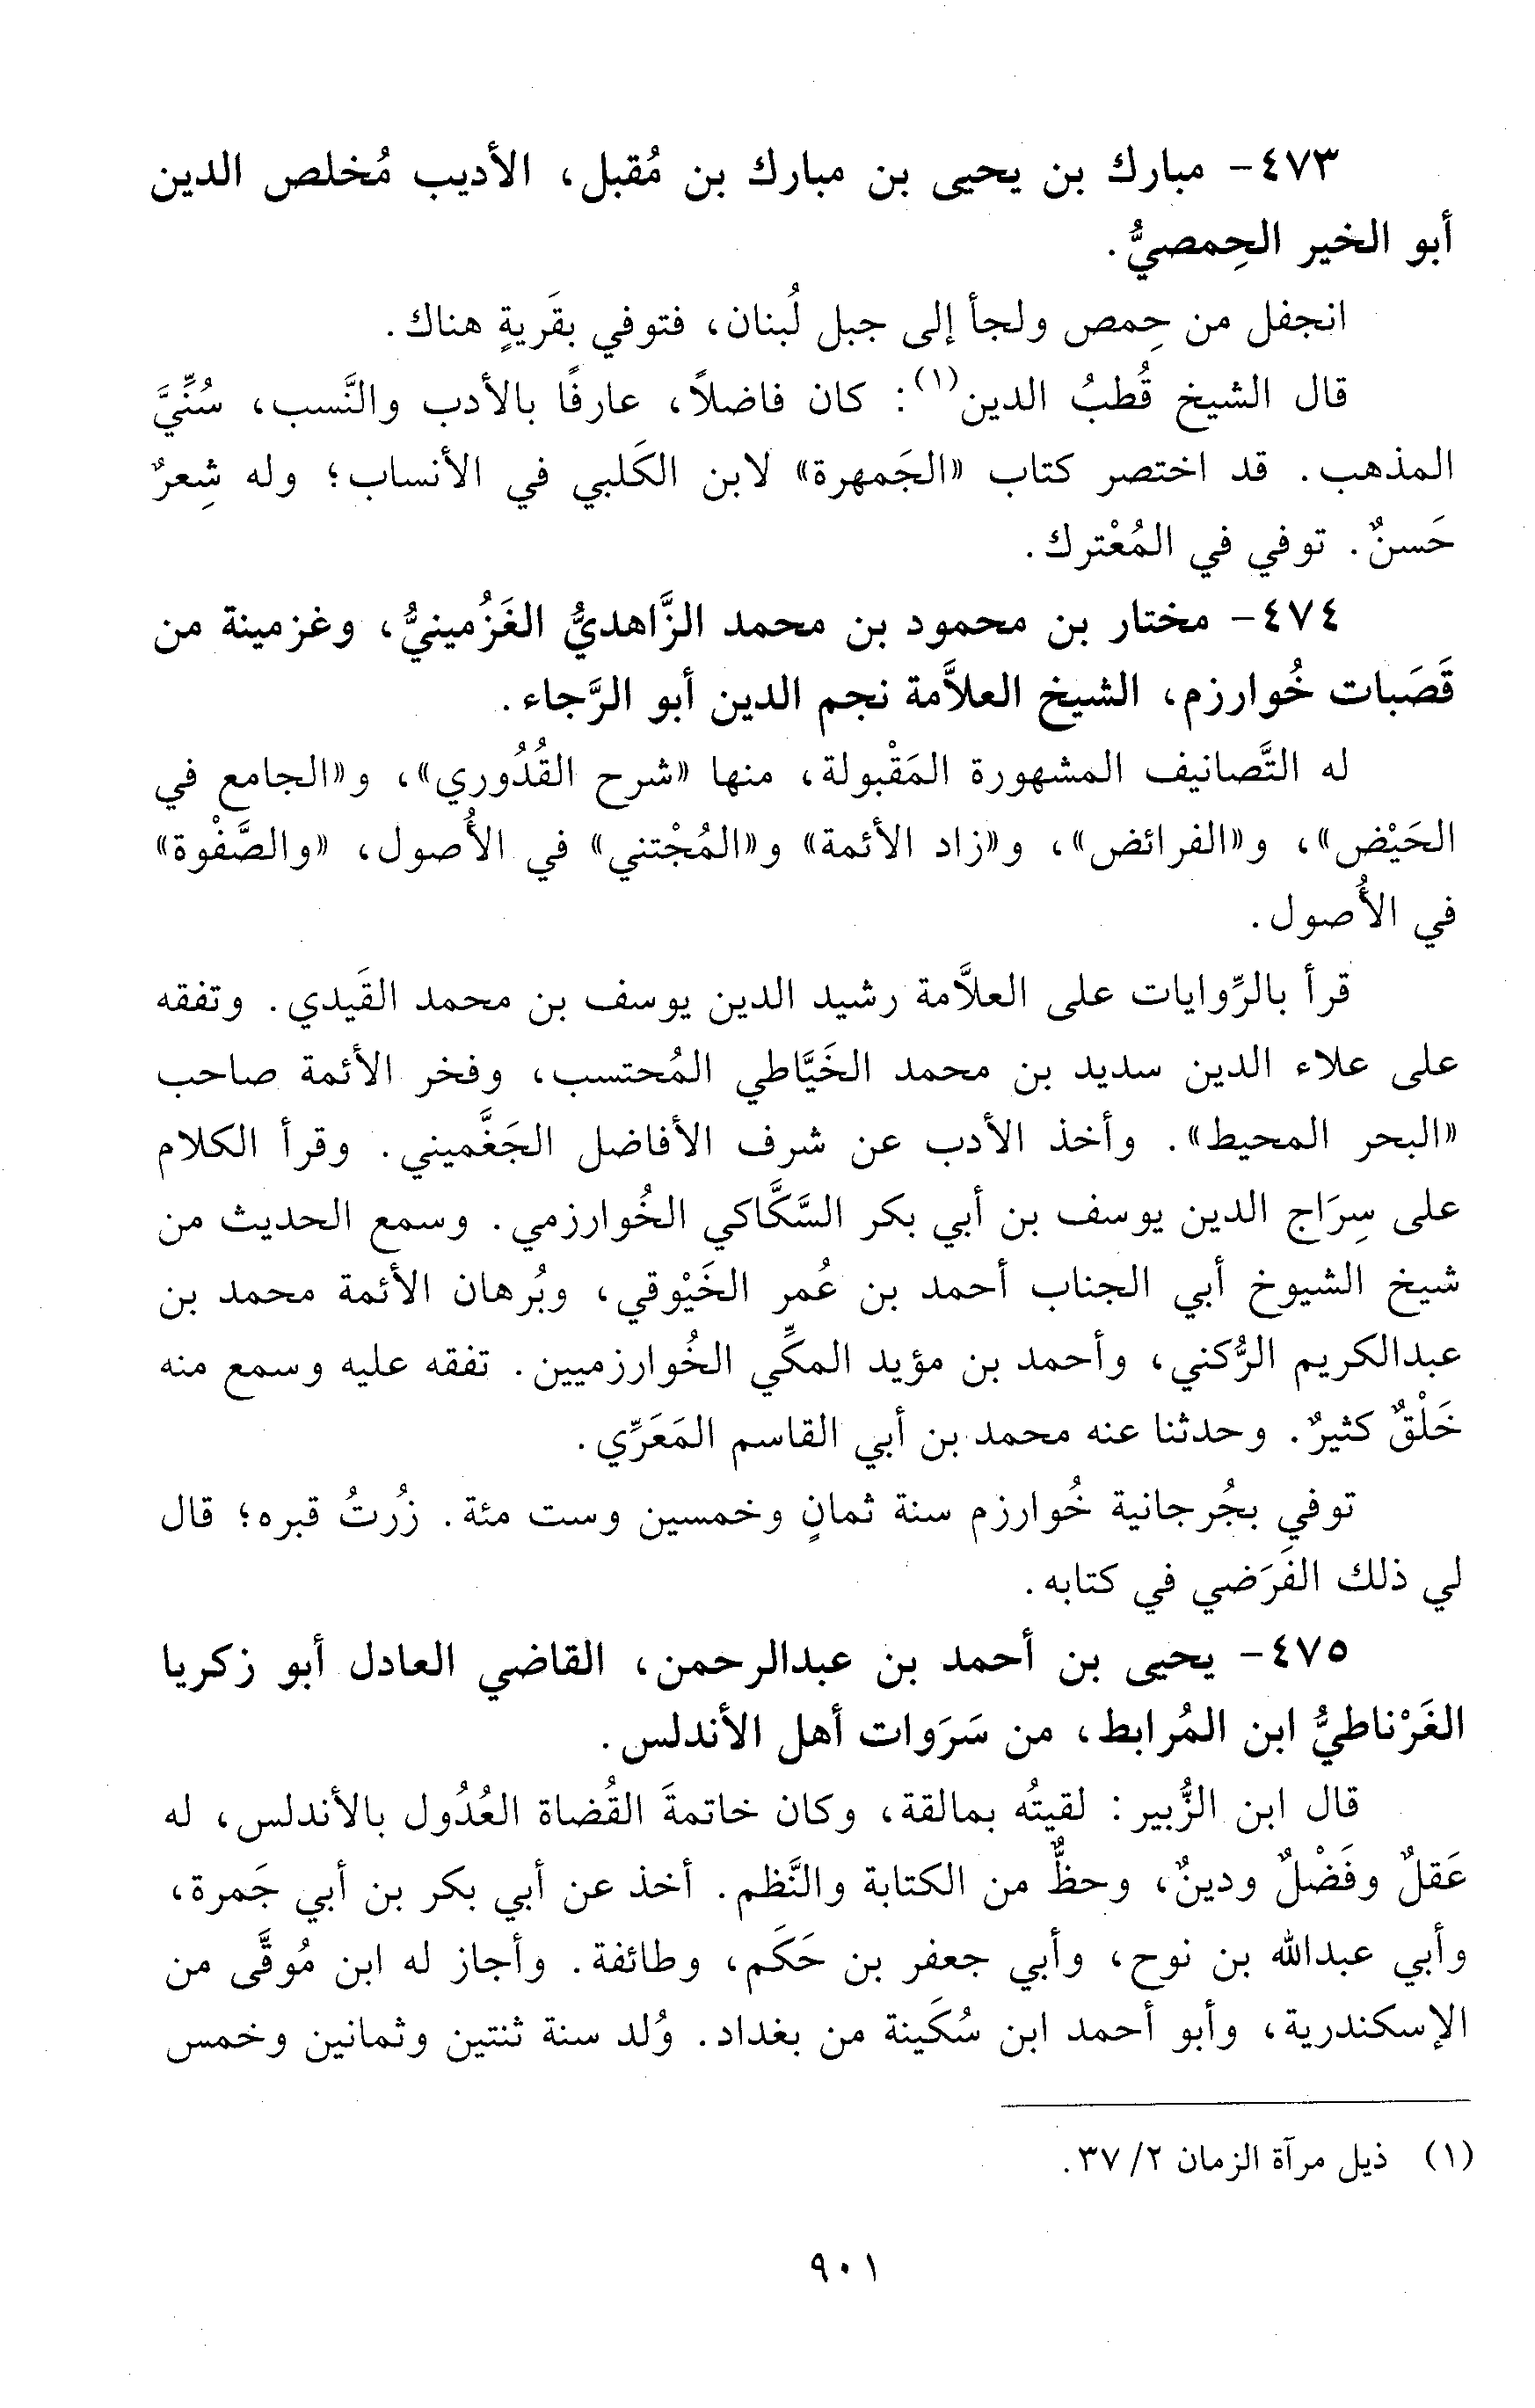 ٤٧٣- مبارك بن يحيى بن مبارك بن مُقبل، الأديب مُخلص الدين
أبو الخير الحِمصيُّ.
انجفل من حِمص ولجأ إلى جبل لُبنان، فتوفي بقَريةٍ هناك.
قال الشيخ قُطبُ الدين(١): كان فاضلاً، عارفًا بالأدب والنَّسب، سُنِّيَّ
المذهب. قد اختصر كتاب «الجَمهرة» لابن الكَلبي في الأنساب؛ وله شِعرٌ
حَسنٌ. توفي في المُعْترك.
٤٧٤- مختار بن محمود بن محمد الزَّاهديُّ الغَزُمينيُّ، وغزمينة من
قَصَبات خُوارزم، الشيخ العلاَّمة نجم الدين أبو الرَّجاء.
له التَّصانيف المشهورة المَقْبولة، منها «شرح القُدُوري»، و«الجامع في
الحَيْض»، و«الفرائض»، و«زاد الأئمة» و«المُجْتني» في الأُصول، «والصَّفْوة»
في الأُصول.
قرأ بالرِّوايات على العلاَّمة رشيد الدين يوسف بن محمد القَيدي. وتفقه
على علاء الدين سديد بن محمد الخَيَّاطي المُحتسب، وفخر الأئمة صاحب
«البحر المحيط». وأخذ الأدب عن شرف الأفاضل الجَغَّميني. وقرأ الكلام
على سِرَاج الدين يوسف بن أبي بكر السَّكَّاكي الخُوارزمي. وسمع الحديث من
شيخ الشيوخ أبي الجناب أحمد بن عُمر الخَيْوقي، وبُرهان الأئمة محمد بن
عبدالكريم الرُّكني، وأحمد بن مؤيد المكِّي الخُوارزميين. تفقه عليه وسمع منه
خَلْقٌ كثيرٌ. وحدثنا عنه محمد بن أبي القاسم المَعَرِّي.
توفي بجُرجانية خُوارزم سنة ثمانٍ وخمسين وست مئة. زُرتُ قبره؛ قال
لي ذلك الفَرَضي في كتابه.
٤٧٥- يحيى بن أحمد بن عبدالرحمن، القاضي العادل أبو زكريا
الغَرْناطيُّ ابن المُرابط، من سَرَوات أهل الأندلس.
قال ابن الزُّبير: لقيتُه بمالقة، وكان خاتمةَ القُضاة العُدُول بالأندلس، له
عَقلٌ وفَضْلٌ ودينٌ، وحظٌّ من الكتابة والنَّظم. أخذ عن أبي بكر بن أبي جَمرة،
وأبي عبدالله بن نوح، وأبي جعفر بن حَكَم، وطائفة. وأجاز له ابن مُوقَّى من
الإسكندرية، وأبو أحمد ابن سُكَينة من بغداد. وُلد سنة ثنتين وثمانين وخمس
(١) ذيل مرآة الزمان ٢/ ٣٧.
٩٠١